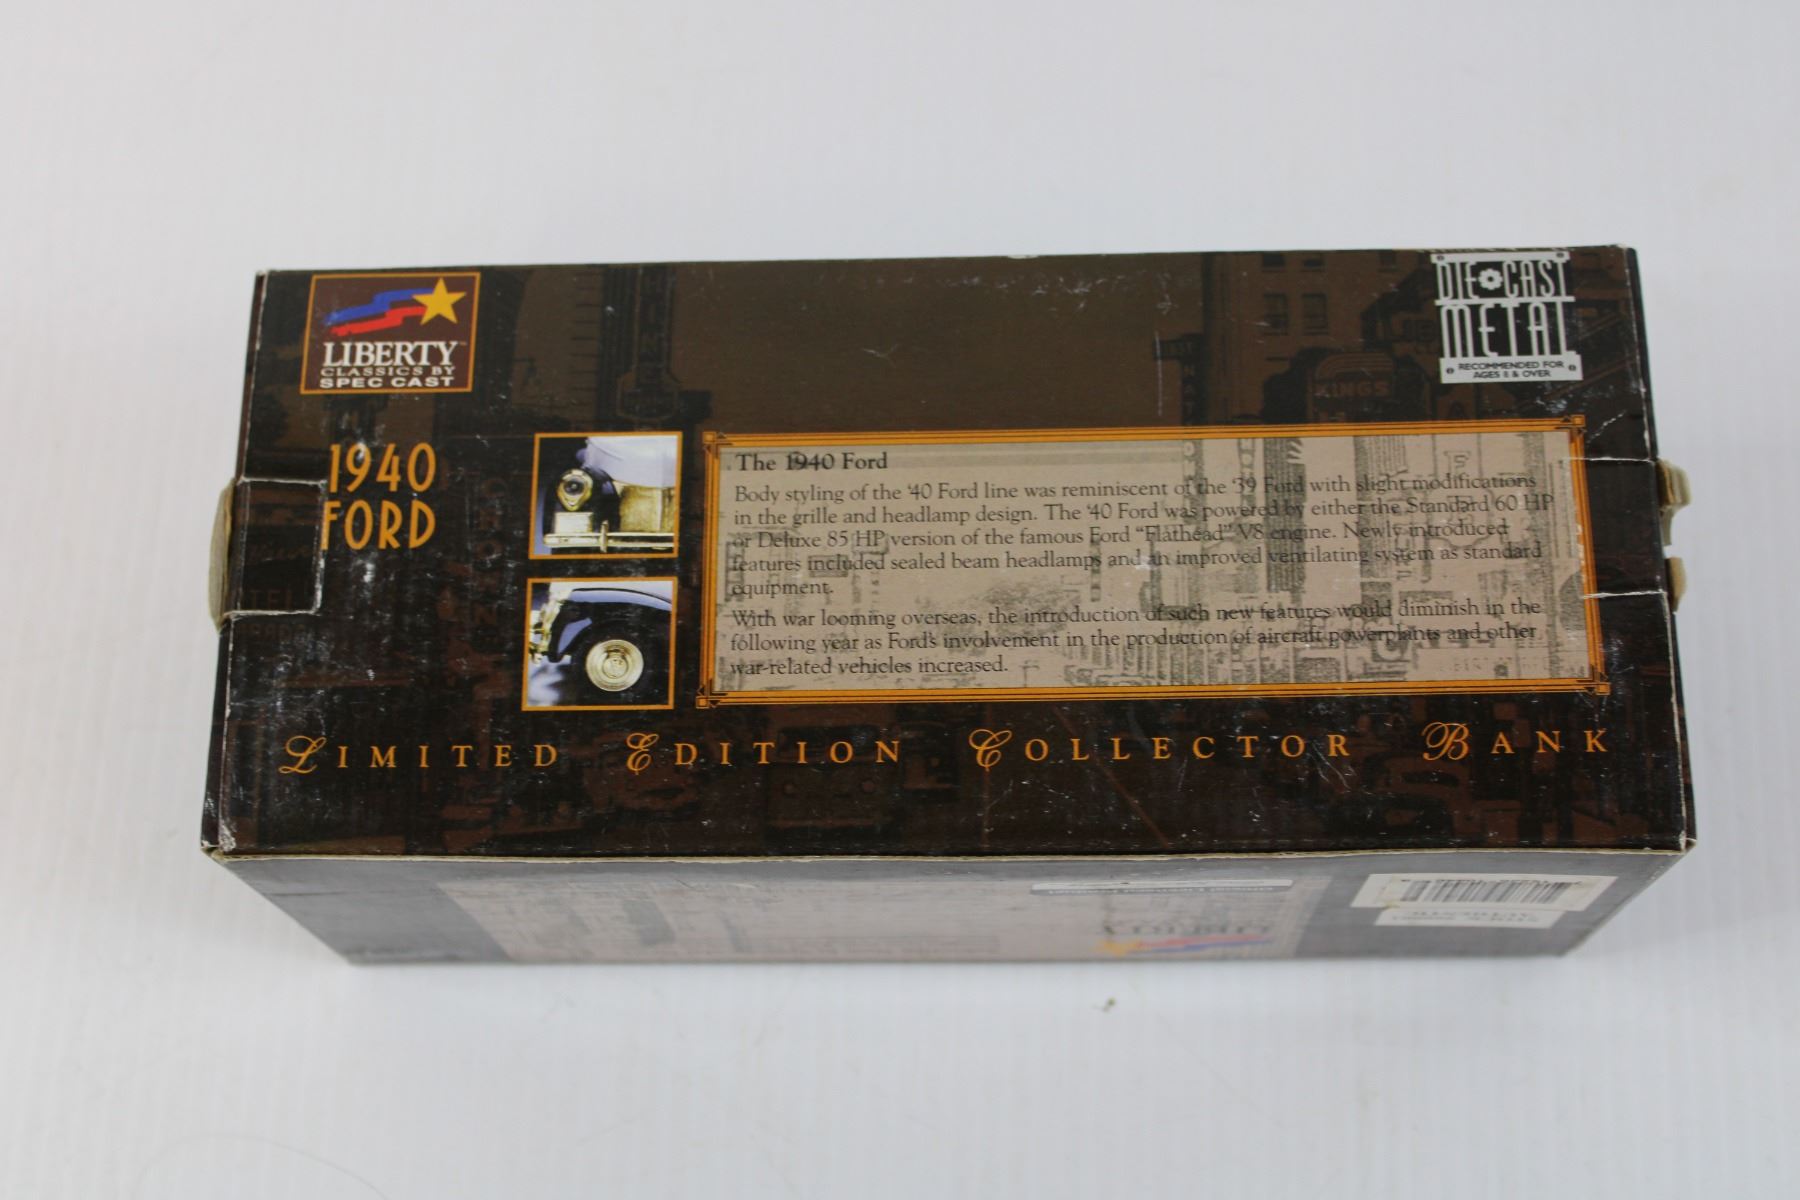 LIBERTY
CLASSICS BY
SPEC CAST
DIE CAST
METAL
RECOMMENDED FOR
AGES 8 & OVER
KINGS
1940
FORD
The 1940 Ford
Body styling of the '40 Ford line was reminiscent of the '39 Ford with slight modifications
in the grille and headlamp design. The '40 Ford was powered by either the Standard 60 HP
or Deluxe 85 HP version of the famous Ford "Flathead" V8 engine. Newly introduced
features included sealed beam headlamps and an improved ventilating system as standard
equipment.
With war looming overseas, the introduction of such new features would diminish in the
following year as Ford's involvement in the production of aircraft powerplants and other
war-related vehicles increased.
LIMITED EDITION COLLECTOR BANK
LIBERTY